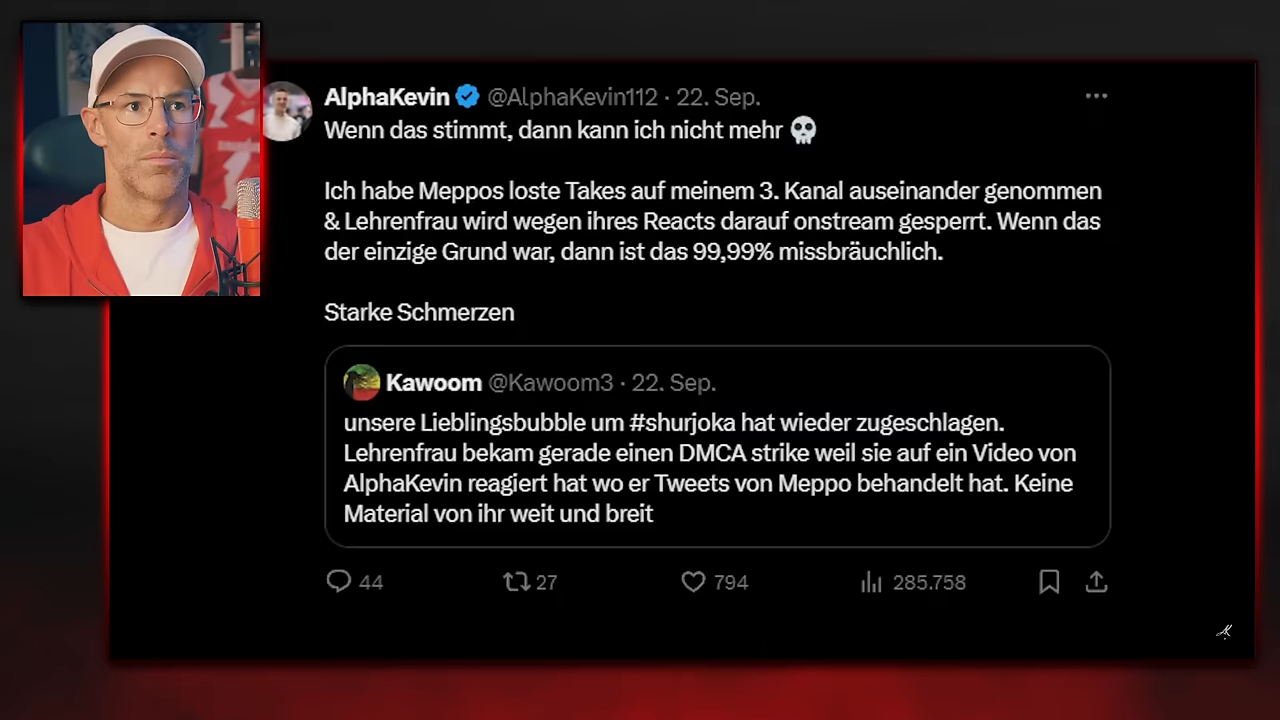 AlphaKevin @AlphaKevin112 · 22. Sep.
Wenn das stimmt, dann kann ich nicht mehr 💀
Ich habe Meppos loste Takes auf meinem 3. Kanal auseinander genommen
& Lehrenfrau wird wegen ihres Reacts darauf onstream gesperrt. Wenn das
der einzige Grund war, dann ist das 99,99% missbräuchlich.
Starke Schmerzen
Kawoom @Kawoom3 · 22. Sep.
unsere Lieblingsbubble um #shurjoka hat wieder zugeschlagen.
Lehrenfrau bekam gerade einen DMCA strike weil sie auf ein Video von
AlphaKevin reagiert hat wo er Tweets von Meppo behandelt hat. Keine
Material von ihr weit und breit
44 27 794 285.758